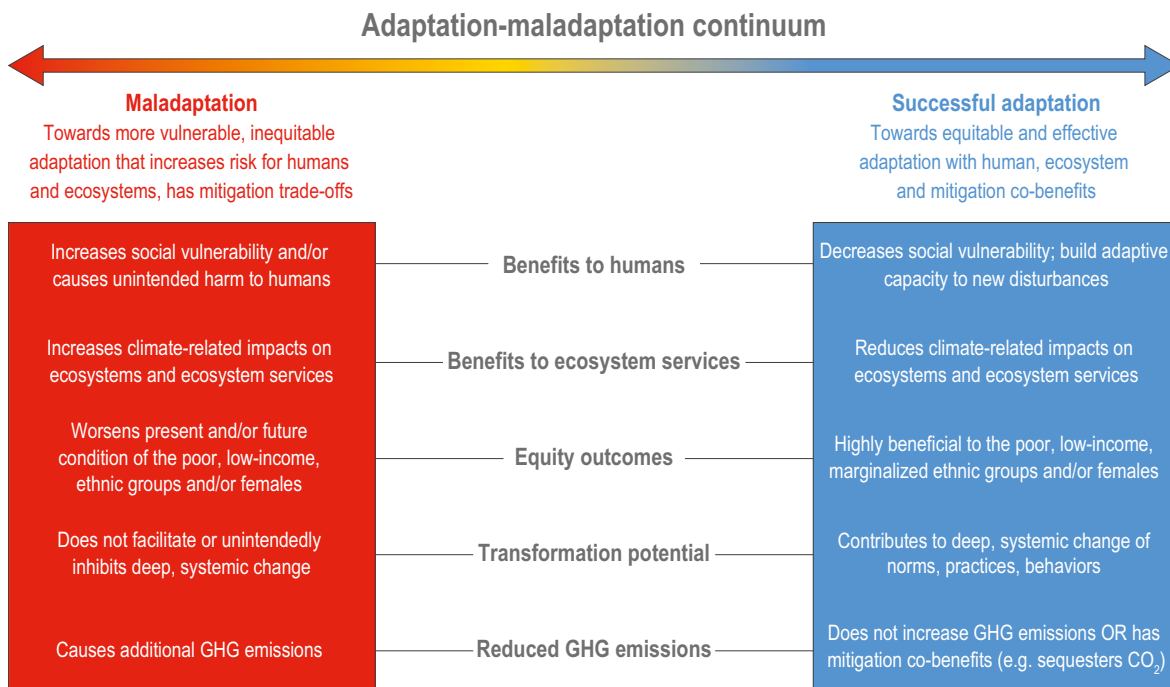 Adaptation-maladaptation continuum
Maladaptation
Towards more vulnerable, inequitable
adaptation that increases risk for humans
and ecosystems, has mitigation trade-offs
Successful adaptation
Towards equitable and effective
adaptation with human, ecosystem
and mitigation co-benefits
Increases social vulnerability and/or
causes unintended harm to humans
Benefits to humans
Decreases social vulnerability; build adaptive
capacity to new disturbances
Increases climate-related impacts on
ecosystems and ecosystem services
Benefits to ecosystem services
Reduces climate-related impacts on
ecosystems and ecosystem services
Worsens present and/or future
condition of the poor, low-income,
ethnic groups and/or females
Equity outcomes
Highly beneficial to the poor, low-income,
marginalized ethnic groups and/or females
Does not facilitate or unintendedly
inhibits deep, systemic change
Transformation potential
Contributes to deep, systemic change of
norms, practices, behaviors
Causes additional GHG emissions
Reduced GHG emissions
Does not increase GHG emissions OR has
mitigation co-benefits (e.g. sequesters CO₂)